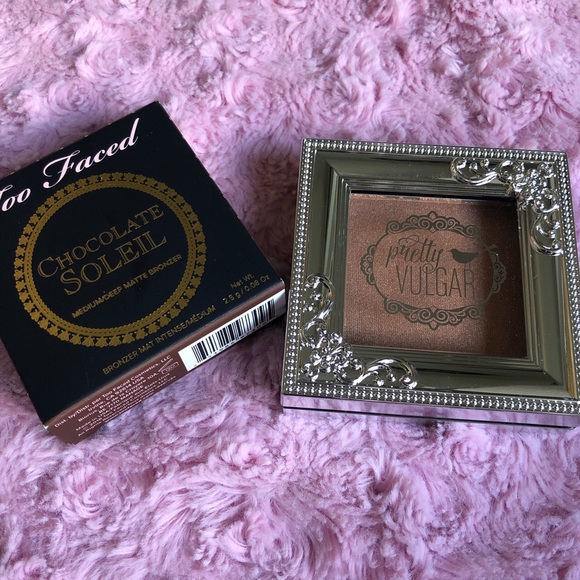 Too Faced
CHOCOLATE
SOLEIL
MEDIUM/DEEP MATTE BRONZER
BRONZER MAT INTENSE/MÉDIUM
Net Wt.
2.5 g / 0.08 Oz
pretty
VULGAR